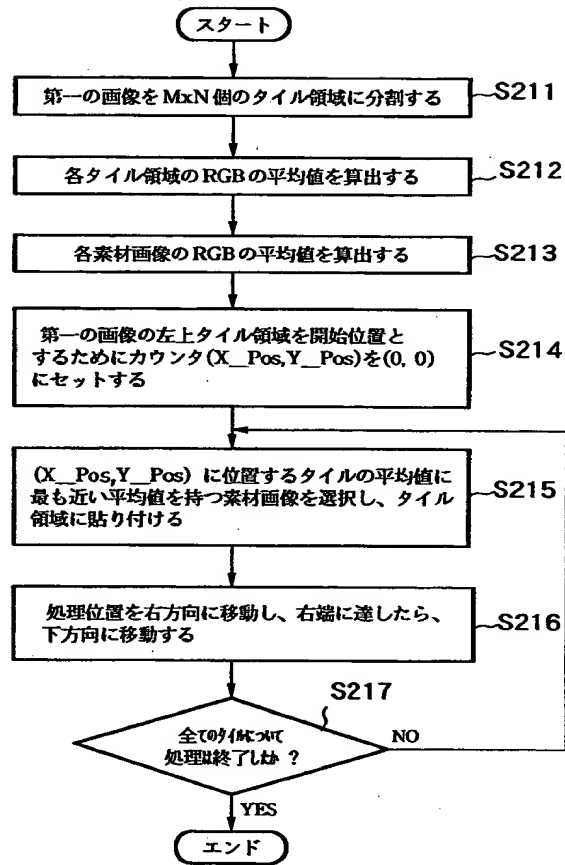 スタート
第一の画像をMxN個のタイル領域に分割する
S211
各タイル領域のRGBの平均値を算出する
S212
各素材画像のRGBの平均値を算出する
S213
第一の画像の左上タイル領域を開始位置と
するためにカウンタ(X__Pos,Y__Pos)を(0, 0)
にセットする
S214
(X__Pos,Y__Pos) に位置するタイルの平均値に
最も近い平均値を持つ素材画像を選択し、タイル
領域に貼り付ける
S215
処理位置を右方向に移動し、右端に達したら、
下方向に移動する
S216
S217
全てのタイルについて
処理は終了したか ?
NO
YES
エンド